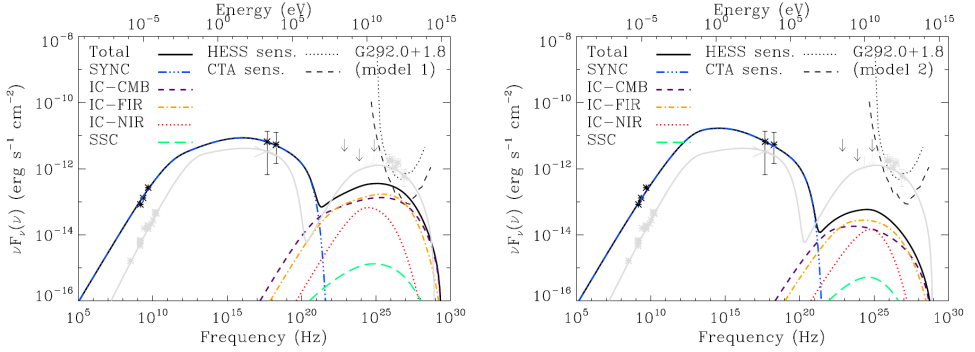 Energy (eV)
10^-5 10^0 10^5 10^10 10^15
10^-8
10^-10
10^-12
10^-14
10^-16
νF_ν(ν) (erg s^-1 cm^-2)
Total HESS sens. G292.0+1.8
SYNC CTA sens. (model 1)
IC-CMB
IC-FIR
IC-NIR
SSC
10^5 10^10 10^15 10^20 10^25 10^30
Frequency (Hz)
Energy (eV)
10^-5 10^0 10^5 10^10 10^15
10^-8
10^-10
10^-12
10^-14
10^-16
νF_ν(ν) (erg s^-1 cm^-2)
Total HESS sens. G292.0+1.8
SYNC CTA sens. (model 2)
IC-CMB
IC-FIR
IC-NIR
SSC
10^5 10^10 10^15 10^20 10^25 10^30
Frequency (Hz)